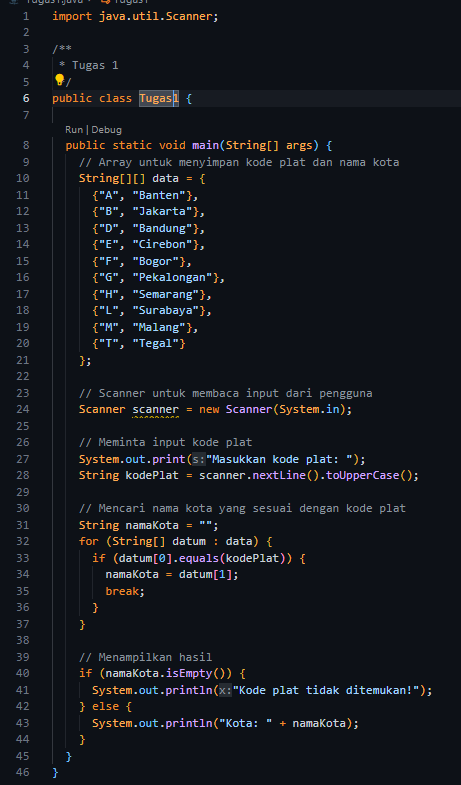 Tugas1.java
Tugas1
1 import java.util.Scanner;
2
3 /**
4  * Tugas 1
5  /
6 public class Tugas1 {
7
Run | Debug
8   public static void main(String[] args) {
9     // Array untuk menyimpan kode plat dan nama kota
10     String[][] data = {
11       {"A", "Banten"},
12       {"B", "Jakarta"},
13       {"D", "Bandung"},
14       {"E", "Cirebon"},
15       {"F", "Bogor"},
16       {"G", "Pekalongan"},
17       {"H", "Semarang"},
18       {"L", "Surabaya"},
19       {"M", "Malang"},
20       {"T", "Tegal"}
21     };
22
23     // Scanner untuk membaca input dari pengguna
24     Scanner scanner = new Scanner(System.in);
25
26     // Meminta input kode plat
27     System.out.print(s:"Masukkan kode plat: ");
28     String kodePlat = scanner.nextLine().toUpperCase();
29
30     // Mencari nama kota yang sesuai dengan kode plat
31     String namaKota = "";
32     for (String[] datum : data) {
33       if (datum[0].equals(kodePlat)) {
34         namaKota = datum[1];
35         break;
36       }
37     }
38
39     // Menampilkan hasil
40     if (namaKota.isEmpty()) {
41       System.out.println(x:"Kode plat tidak ditemukan!");
42     } else {
43       System.out.println("Kota: " + namaKota);
44     }
45   }
46 }